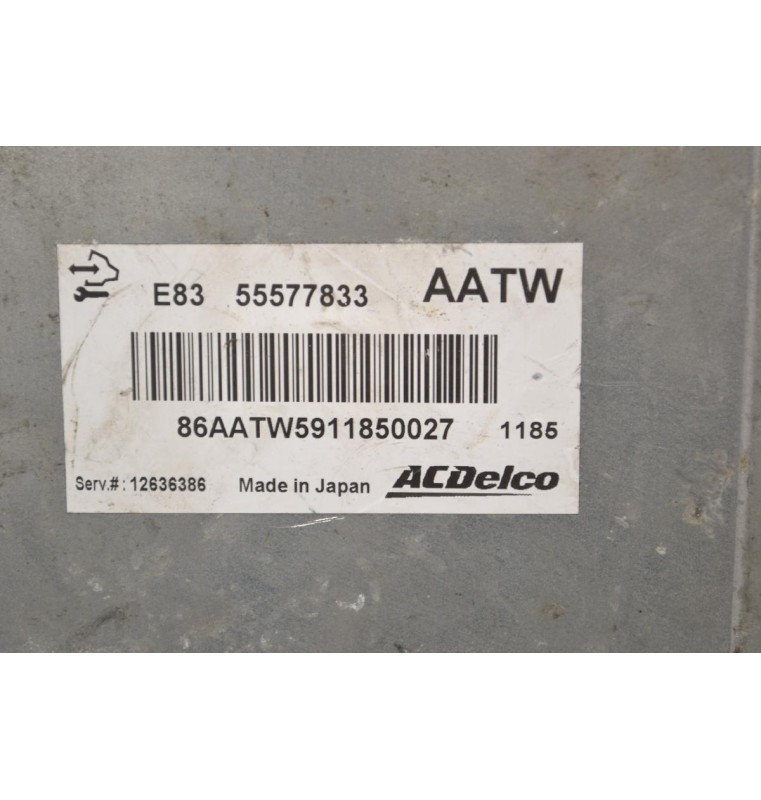 E83 55577833 AATW
86AATW5911850027 1185
Serv.#: 12636386 Made in Japan ACDelco